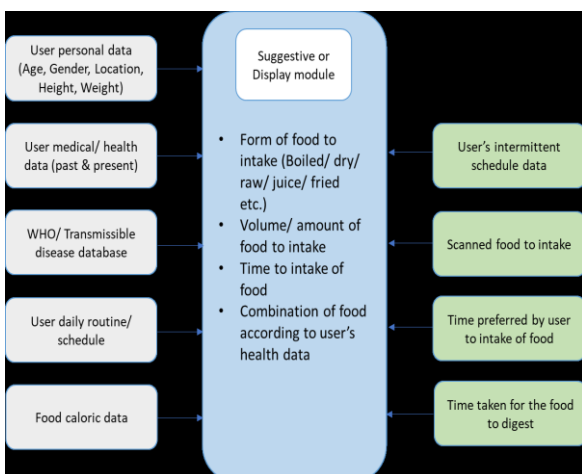 User personal data
(Age, Gender, Location,
Height, Weight)
User medical/ health
data (past & present)
WHO/ Transmissible
disease database
User daily routine/
schedule
Food caloric data
Suggestive or
Display module
• Form of food to
intake (Boiled/ dry/
raw/ juice/ fried
etc.)
• Volume/ amount of
food to intake
• Time to intake of
food
• Combination of food
according to user's
health data
User's intermittent
schedule data
Scanned food to intake
Time preferred by user
to intake of food
Time taken for the food
to digest